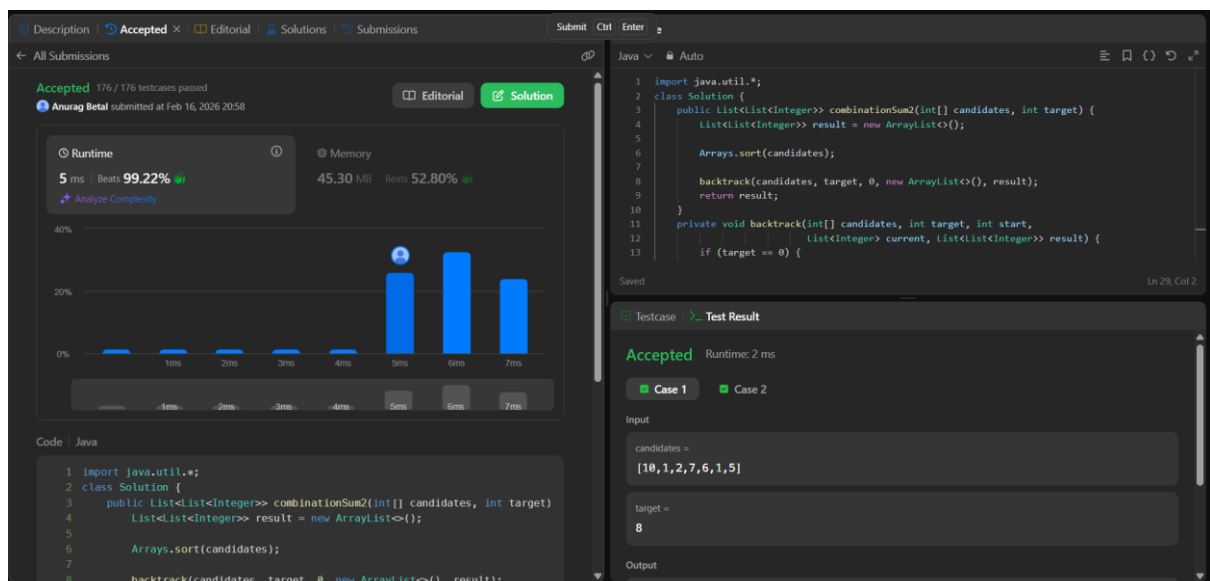 Description Accepted × Editorial Solutions Submissions
Submit Ctrl Enter
← All Submissions
Accepted 176 / 176 testcases passed
Anurag Betal submitted at Feb 16, 2026 20:58
Editorial Solution
Runtime
5 ms Beats 99.22%
Analyze Complexity
Memory
45.30 MB Beats 52.80%
40%
20%
0%
1ms 2ms 3ms 4ms 5ms 6ms 7ms
1ms 2ms 3ms 4ms 5ms 6ms 7ms
Code Java
1 import java.util.*;
2 class Solution {
3 public List<List<Integer>> combinationSum2(int[] candidates, int target)
4 List<List<Integer>> result = new ArrayList<>();
5
6 Arrays.sort(candidates);
7
8 backtrack(candidates, target, 0, new ArrayList<>(), result);
Java Auto
1 import java.util.*;
2 class Solution {
3 public List<List<Integer>> combinationSum2(int[] candidates, int target) {
4 List<List<Integer>> result = new ArrayList<>();
5
6 Arrays.sort(candidates);
7
8 backtrack(candidates, target, 0, new ArrayList<>(), result);
9 return result;
10 }
11 private void backtrack(int[] candidates, int target, int start,
12 List<Integer> current, List<List<Integer>> result) {
13 if (target == 0) {
Saved Ln 29, Col 2
Testcase Test Result
Accepted Runtime: 2 ms
Case 1 Case 2
Input
candidates =
[10,1,2,7,6,1,5]
target =
8
Output